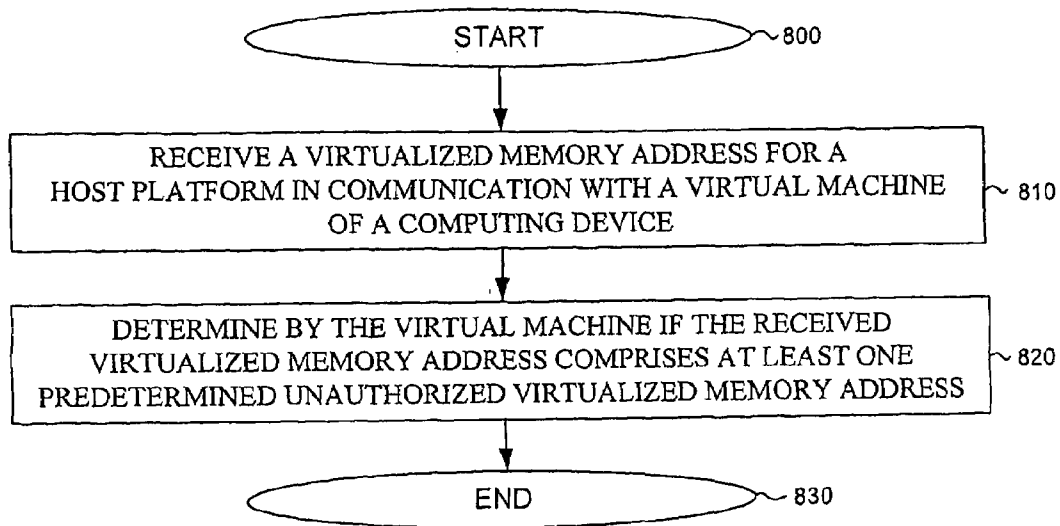 START
800
RECEIVE A VIRTUALIZED MEMORY ADDRESS FOR A
HOST PLATFORM IN COMMUNICATION WITH A VIRTUAL MACHINE
OF A COMPUTING DEVICE
810
DETERMINE BY THE VIRTUAL MACHINE IF THE RECEIVED
VIRTUALIZED MEMORY ADDRESS COMPRISES AT LEAST ONE
PREDETERMINED UNAUTHORIZED VIRTUALIZED MEMORY ADDRESS
820
END
830